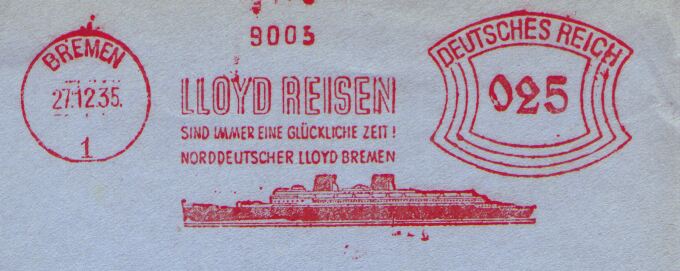 BREMEN
27.12.35.
1
9005
LLOYD REISEN
SIND IMMER EINE GLÜCKLICHE ZEIT!
NORDDEUTSCHER LLOYD BREMEN
DEUTSCHES REICH
025